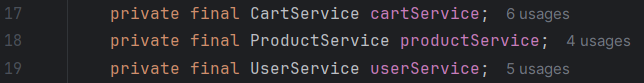 17 private final CartService cartService; 6 usages
18 private final ProductService productService; 4 usages
19 private final UserService userService; 5 usages